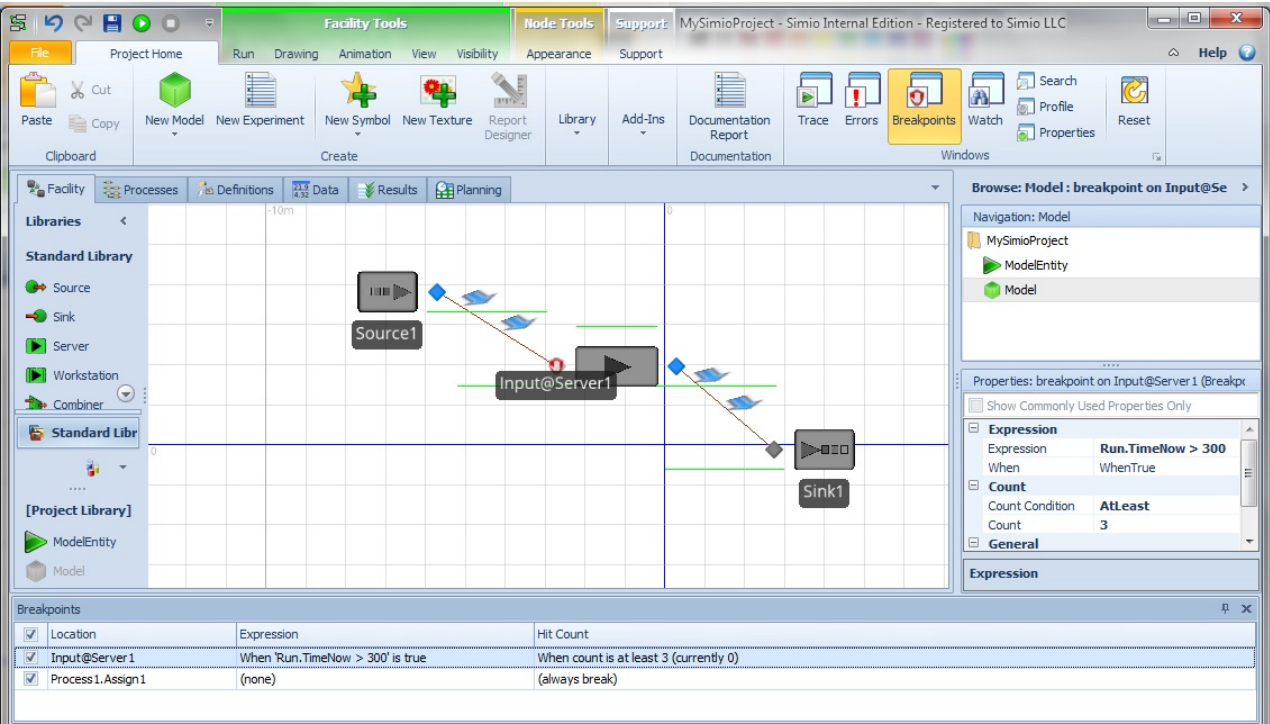 Facility Tools Node Tools Support MySimioProject - Simio Internal Edition - Registered to Simio LLC
File Project Home Run Drawing Animation View Visibility Appearance Support Help
Paste Cut Copy
New Model New Experiment New Symbol New Texture Report Designer
Library Add-Ins Documentation Report
Trace Errors Breakpoints Watch Search Profile Properties Reset
Clipboard Create Documentation Windows
Facility Processes Definitions Data Results Planning
Libraries
Standard Library
Source
Sink
Server
Workstation
Combiner
Standard Libr
[Project Library]
ModelEntity
Model
-10m 0
Source1
Input@Server1
0
Sink1
Browse: Model : breakpoint on Input@Se
Navigation: Model
MySimioProject
ModelEntity
Model
Properties: breakpoint on Input@Server1 (Breakpo
Show Commonly Used Properties Only
Expression
Expression Run.TimeNow > 300
When WhenTrue
Count
Count Condition AtLeast
Count 3
General
Expression
Breakpoints
Location Expression Hit Count
Input@Server1 When 'Run.TimeNow > 300' is true When count is at least 3 (currently 0)
Process1.Assign1 (none) (always break)